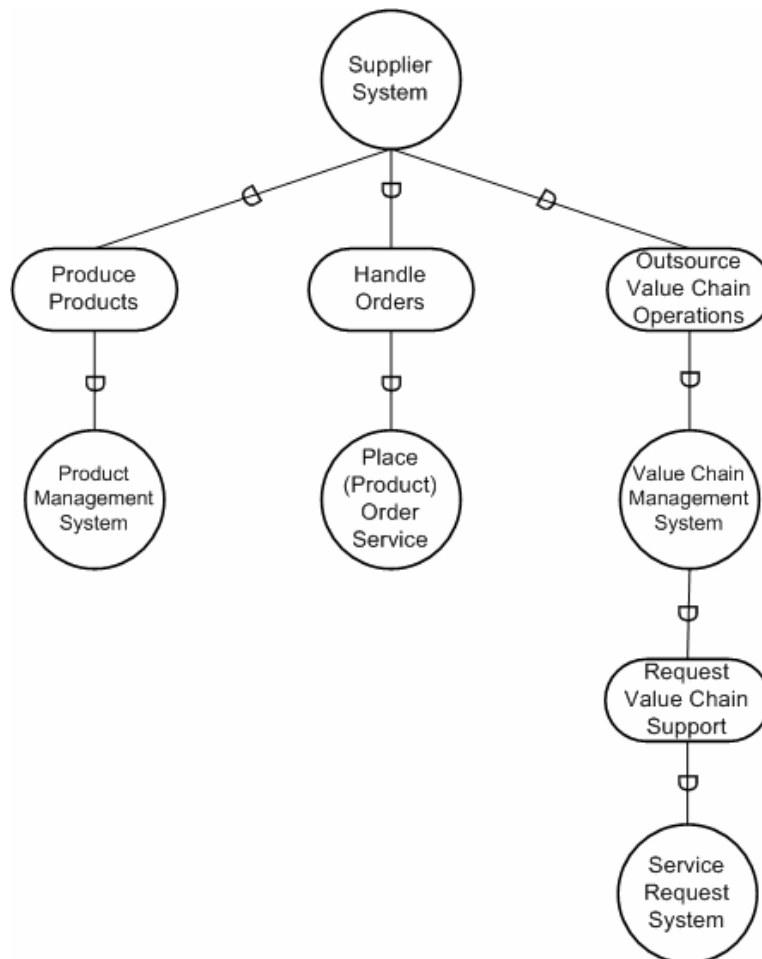 Supplier
System
Produce
Products
Handle
Orders
Outsource
Value Chain
Operations
Product
Management
System
Place
(Product)
Order
Service
Value Chain
Management
System
Request
Value Chain
Support
Service
Request
System